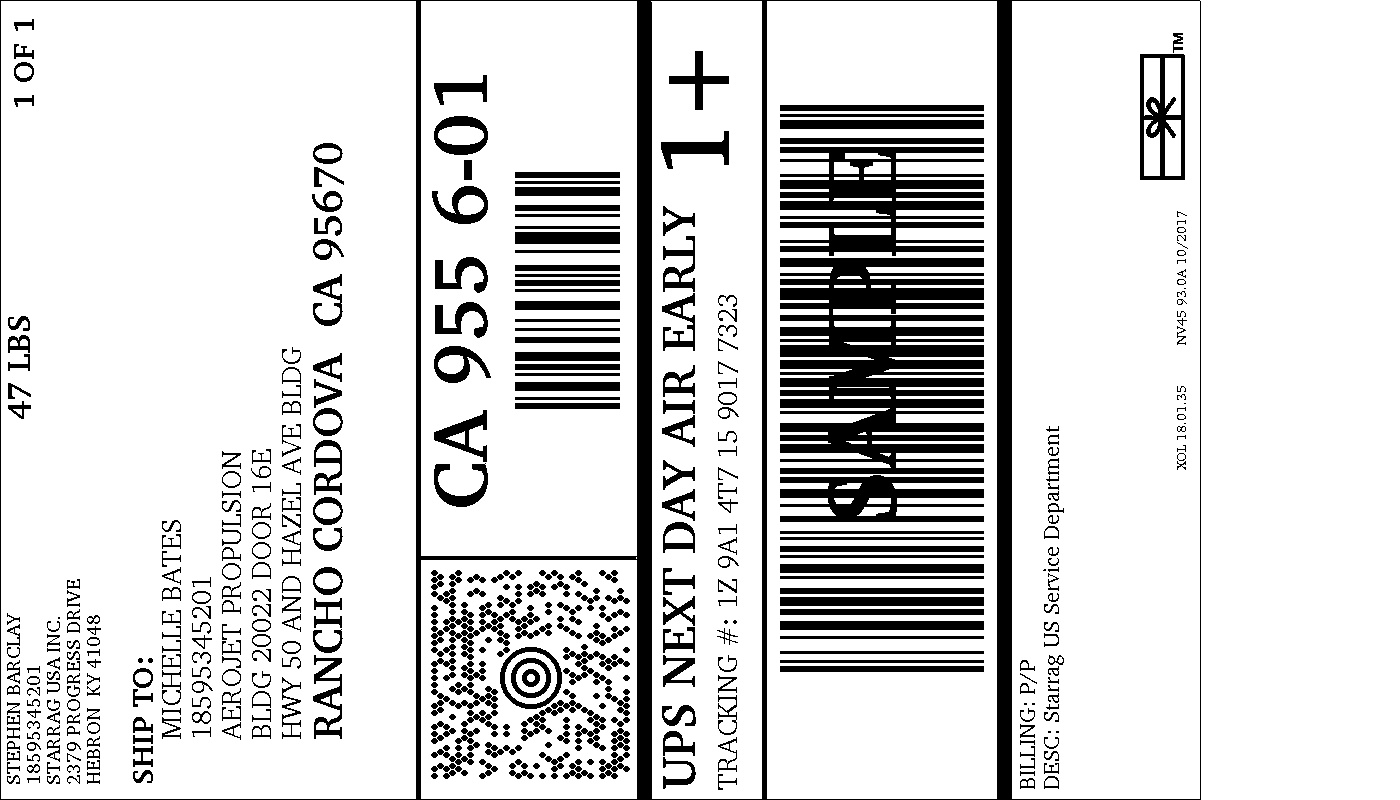 STEPHEN BARCLAY
18595345201
STARRAG USA INC.
2379 PROGRESS DRIVE
HEBRON KY 41048
47 LBS
1 OF 1
SHIP TO:
MICHELLE BATES
18595345201
AEROJET PROPULSION
BLDG 20022 DOOR 16E
HWY 50 AND HAZEL AVE BLDG
RANCHO CORDOVA CA 95670
CA 955 6-01
UPS NEXT DAY AIR EARLY
1+
TRACKING #: 1Z 9A1 4T7 15 9017 7323
SAMPLE
BILLING: P/P
DESC: Starrag US Service Department
XOL 18.01.35
NV45 93.0A 10/2017
TM